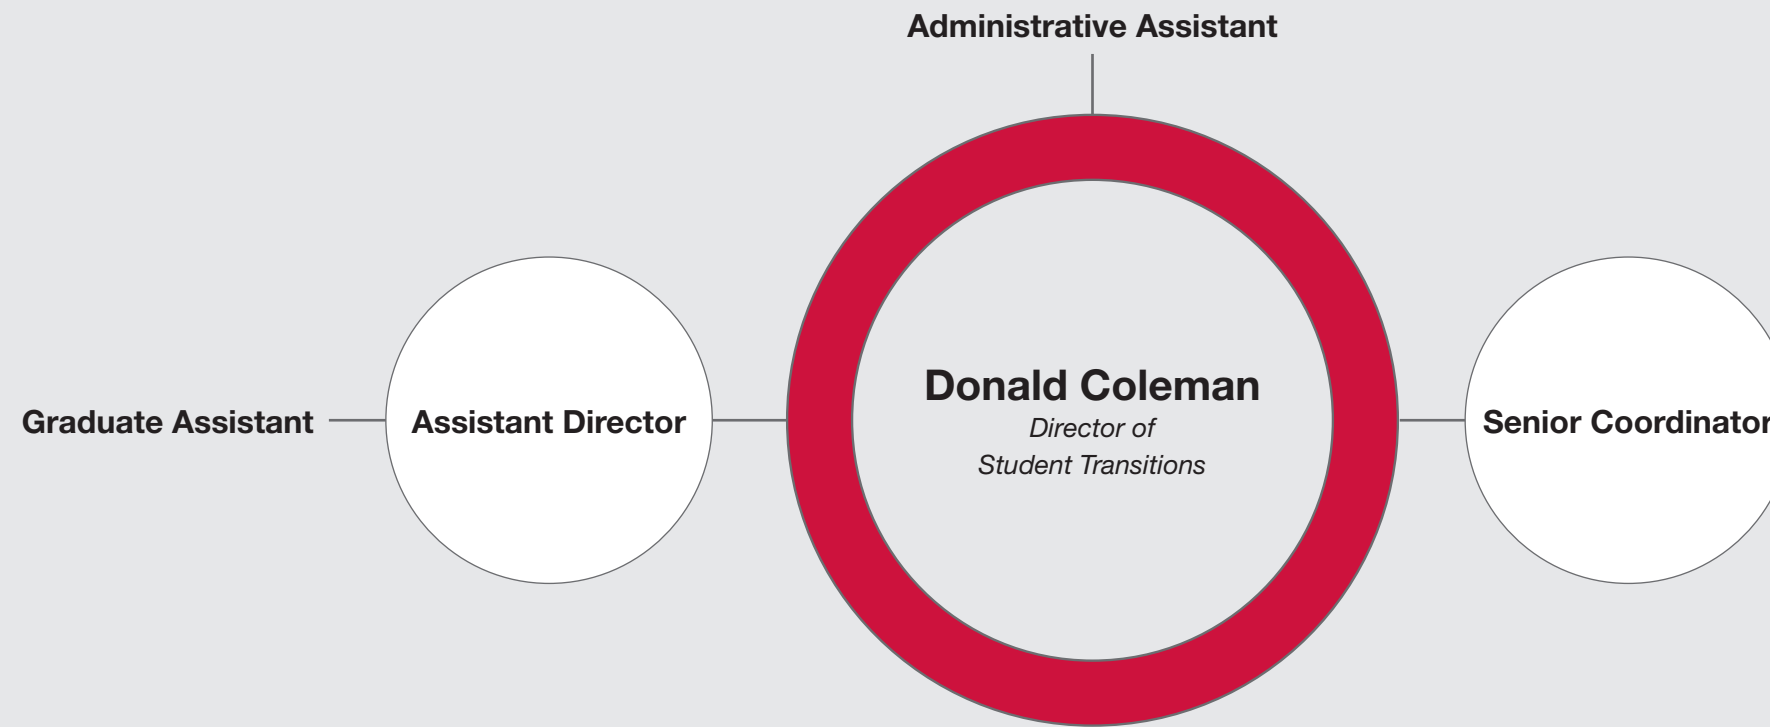 Administrative Assistant
Graduate Assistant
Assistant Director
Donald Coleman
Director of
Student Transitions
Senior Coordinator